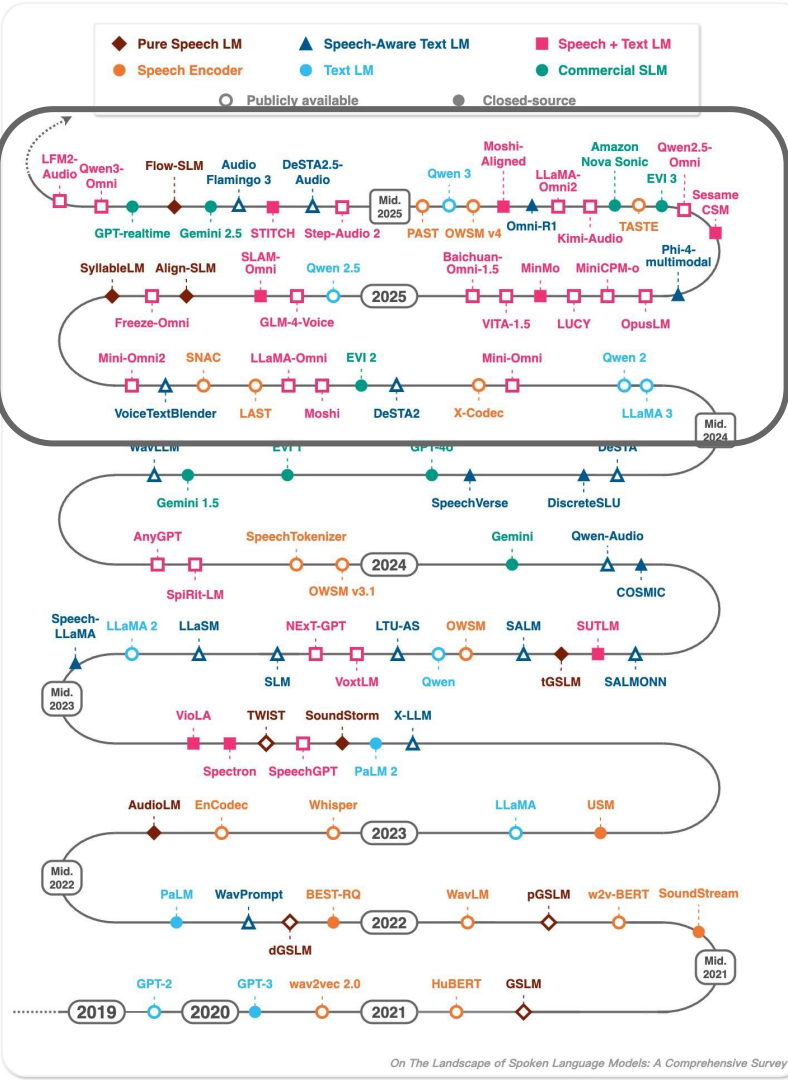 Pure Speech LM
Speech-Aware Text LM
Speech + Text LM
Speech Encoder
Text LM
Commercial SLM
Publicly available
Closed-source
LFM2-
Audio
Qwen3-
Omni
Flow-SLM
Audio
Flamingo 3
DeSTA2.5-
Audio
Qwen 3
Moshi-
Aligned
LLaMA-
Omni2
Amazon
Nova Sonic
EVI 3
Qwen2.5-
Omni
Sesame
CSM
Mid.
2025
GPT-realtime
Gemini 2.5
STITCH
Step-Audio 2
PAST
OWSM v4
Omni-R1
Kimi-Audio
TASTE
Phi-4-
multimodal
SyllableLM
Align-SLM
SLAM-
Omni
Qwen 2.5
Baichuan-
Omni-1.5
MinMo
MiniCPM-o
2025
Freeze-Omni
GLM-4-Voice
VITA-1.5
LUCY
OpusLM
Mini-Omni2
SNAC
LLaMA-Omni
EVI 2
Mini-Omni
Qwen 2
VoiceTextBlender
LAST
Moshi
DeSTA2
X-Codec
LLaMA 3
Mid.
2024
WavLLM
EVI 1
GPT-4o
DeSTA
Gemini 1.5
SpeechVerse
DiscreteSLU
AnyGPT
SpeechTokenizer
Gemini
Qwen-Audio
2024
SpiRit-LM
OWSM v3.1
COSMIC
Speech-
LLaMA
LLaMA 2
LLaSM
NExT-GPT
LTU-AS
OWSM
SALM
SUTLM
SLM
VoxtLM
Qwen
tGSLM
SALMONN
Mid.
2023
VioLA
TWIST
SoundStorm
X-LLM
Spectron
SpeechGPT
PaLM 2
AudioLM
EnCodec
Whisper
LLaMA
USM
2023
Mid.
2022
PaLM
WavPrompt
BEST-RQ
WavLM
pGSLM
w2v-BERT
SoundStream
2022
dGSLM
Mid.
2021
GPT-2
GPT-3
wav2vec 2.0
HuBERT
GSLM
2019
2020
2021
On The Landscape of Spoken Language Models: A Comprehensive Survey